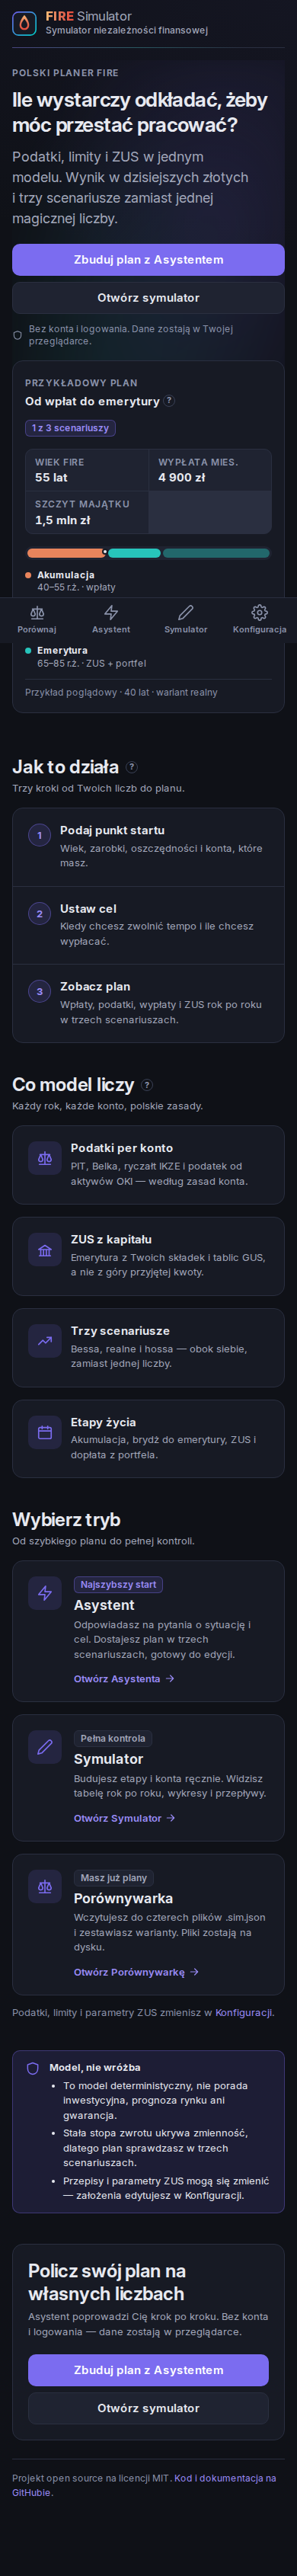 FIRE Simulator
Symulator niezależności finansowej
POLSKI PLANER FIRE
Ile wystarczy odkładać, żeby
móc przestać pracować?
Podatki, limity i ZUS w jednym
modelu. Wynik w dzisiejszych złotych
i trzy scenariusze zamiast jednej
magicznej liczby.
Zbuduj plan z Asystentem
Otwórz symulator
Bez konta i logowania. Dane zostają w Twojej
przeglądarce.
PRZYKŁADOWY PLAN
Od wpłat do emerytury ?
1 z 3 scenariuszy
WIEK FIRE
55 lat
WYPŁATA MIES.
4 900 zł
SZCZYT MAJĄTKU
1,5 mln zł
Akumulacja
40–55 r.ż. · wpłaty
Porównaj
Asystent
Symulator
Konfiguracja
Emerytura
65–85 r.ż. · ZUS + portfel
Przykład poglądowy · 40 lat · wariant realny
Jak to działa ?
Trzy kroki od Twoich liczb do planu.
1
Podaj punkt startu
Wiek, zarobki, oszczędności i konta, które
masz.
2
Ustaw cel
Kiedy chcesz zwolnić tempo i ile chcesz
wypłacać.
3
Zobacz plan
Wpłaty, podatki, wypłaty i ZUS rok po roku
w trzech scenariuszach.
Co model liczy ?
Każdy rok, każde konto, polskie zasady.
Podatki per konto
PIT, Belka, ryczałt IKZE i podatek od
aktywów OKI — według zasad konta.
ZUS z kapitału
Emerytura z Twoich składek i tablic GUS,
a nie z góry przyjętej kwoty.
Trzy scenariusze
Bessa, realne i hossa — obok siebie,
zamiast jednej liczby.
Etapy życia
Akumulacja, brydż do emerytury, ZUS i
dopłata z portfela.
Wybierz tryb
Od szybkiego planu do pełnej kontroli.
Najszybszy start
Asystent
Odpowiadasz na pytania o sytuację i
cel. Dostajesz plan w trzech
scenariuszach, gotowy do edycji.
Otwórz Asystenta →
Pełna kontrola
Symulator
Budujesz etapy i konta ręcznie. Widzisz
tabelę rok po roku, wykresy i przepływy.
Otwórz Symulator →
Masz już plany
Porównywarka
Wczytujesz do czterech plików .sim.json
i zestawiasz warianty. Pliki zostają na
dysku.
Otwórz Porównywarkę →
Podatki, limity i parametry ZUS zmienisz w Konfiguracji.
Model, nie wróżba
• To model deterministyczny, nie porada
inwestycyjna, prognoza rynku ani
gwarancja.
• Stała stopa zwrotu ukrywa zmienność,
dlatego plan sprawdzasz w trzech
scenariuszach.
• Przepisy i parametry ZUS mogą się zmienić
— założenia edytujesz w Konfiguracji.
Policz swój plan na
własnych liczbach
Asystent poprowadzi Cię krok po kroku. Bez konta
i logowania — dane zostają w przeglądarce.
Zbuduj plan z Asystentem
Otwórz symulator
Projekt open source na licencji MIT. Kod i dokumentacja na
GitHubie.